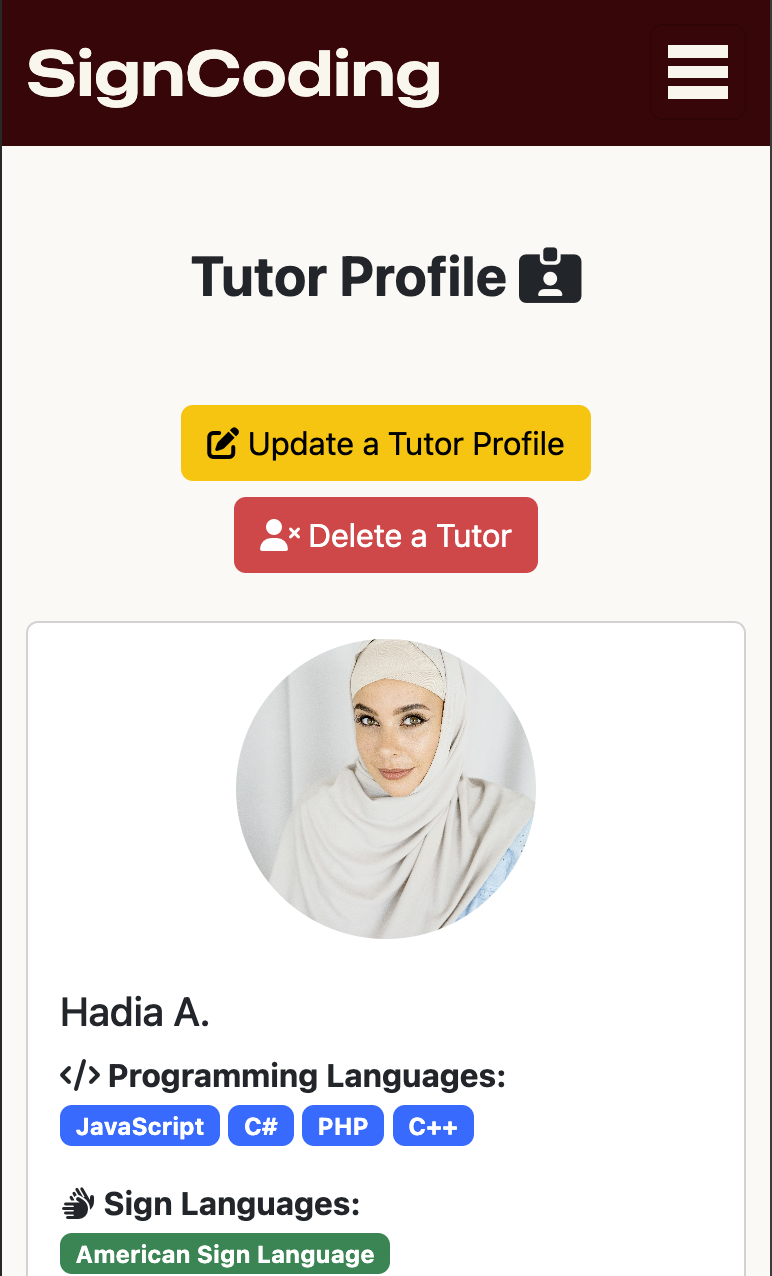 SignCoding
Tutor Profile
Update a Tutor Profile
Delete a Tutor
Hadia A.
Programming Languages:
JavaScript C# PHP C++
Sign Languages:
American Sign Language